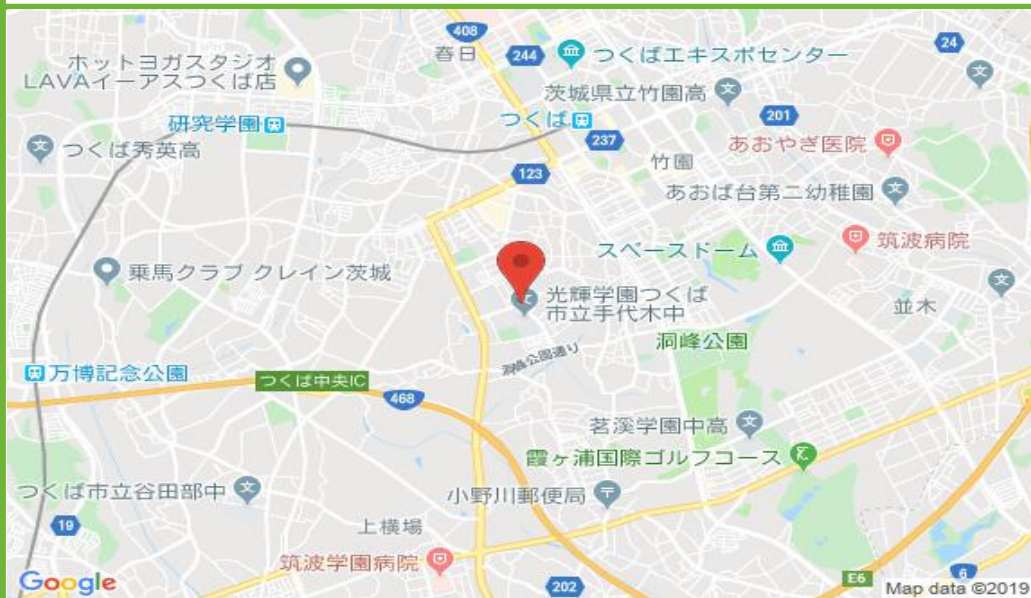 408
春日
244
つくばエキスポセンター
24
ホットヨガスタジオ
LAVAイーアスつくば店
茨城県立竹園高
研究学園
つくば
201
つくば秀英高
237
あおやぎ医院
竹園
123
あおば台第二幼稚園
スペースドーム
筑波病院
乗馬クラブ クレイン茨城
光輝学園つくば
市立手代木中
並木
洞峰公園
洞峰公園通り
万博記念公園
つくば中央IC
468
茗溪学園中高
霞ヶ浦国際ゴルフコース
つくば市立谷田部中
小野川郵便局
19
上横場
筑波学園病院
Google
202
E6
6
Map data ©2019